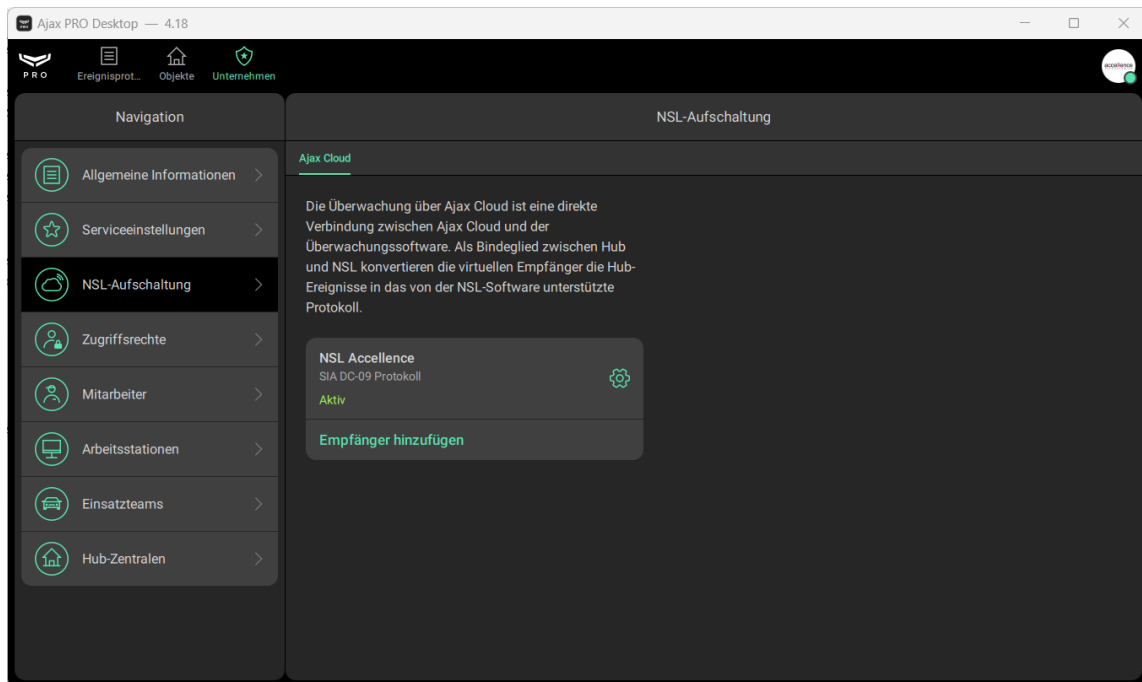 Ajax PRO Desktop — 4.18
PRO
Ereignisprot...
Objekte
Unternehmen
accellence
Navigation
NSL-Aufschaltung
Allgemeine Informationen
Serviceeinstellungen
NSL-Aufschaltung
Zugriffsrechte
Mitarbeiter
Arbeitsstationen
Einsatzteams
Hub-Zentralen
Ajax Cloud
Die Überwachung über Ajax Cloud ist eine direkte
Verbindung zwischen Ajax Cloud und der
Überwachungssoftware. Als Bindeglied zwischen Hub
und NSL konvertieren die virtuellen Empfänger die Hub-
Ereignisse in das von der NSL-Software unterstützte
Protokoll.
NSL Accellence
SIA DC-09 Protokoll
Aktiv
Empfänger hinzufügen